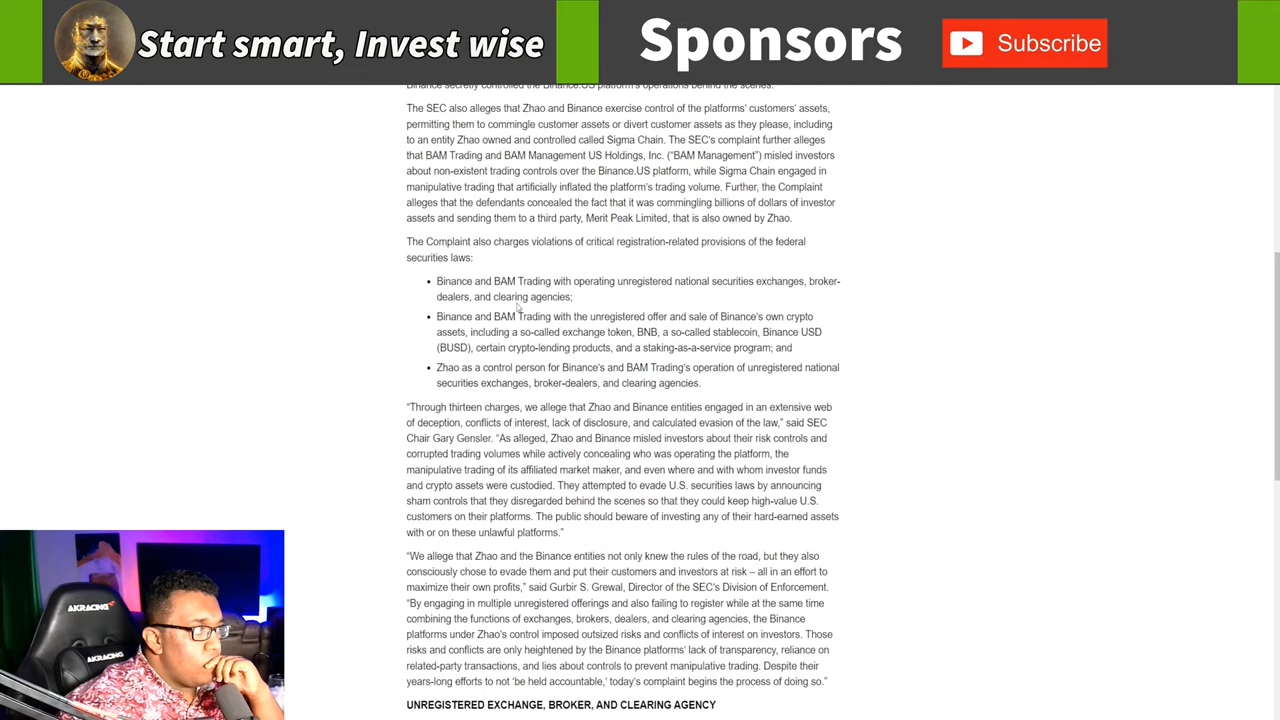 Start smart, Invest wise
Sponsors
Subscribe
Binance secretly controlled the Binance.US platform's operations behind the scenes.
The SEC also alleges that Zhao and Binance exercise control of the platforms' customers' assets,
permitting them to commingle customer assets or divert customer assets as they please, including
to an entity Zhao owned and controlled called Sigma Chain. The SEC's complaint further alleges
that BAM Trading and BAM Management US Holdings, Inc. ("BAM Management") misled investors
about non-existent trading controls over the Binance.US platform, while Sigma Chain engaged in
manipulative trading that artificially inflated the platform's trading volume. Further, the Complaint
alleges that the defendants concealed the fact that it was commingling billions of dollars of investor
assets and sending them to a third party, Merit Peak Limited, that is also owned by Zhao.
The Complaint also charges violations of critical registration-related provisions of the federal
securities laws:
• Binance and BAM Trading with operating unregistered national securities exchanges, broker-
dealers, and clearing agencies;
• Binance and BAM Trading with the unregistered offer and sale of Binance's own crypto
assets, including a so-called exchange token, BNB, a so-called stablecoin, Binance USD
(BUSD), certain crypto-lending products, and a staking-as-a-service program; and
• Zhao as a control person for Binance's and BAM Trading's operation of unregistered national
securities exchanges, broker-dealers, and clearing agencies.
"Through thirteen charges, we allege that Zhao and Binance entities engaged in an extensive web
of deception, conflicts of interest, lack of disclosure, and calculated evasion of the law," said SEC
Chair Gary Gensler. "As alleged, Zhao and Binance misled investors about their risk controls and
corrupted trading volumes while actively concealing who was operating the platform, the
manipulative trading of its affiliated market maker, and even where and with whom investor funds
and crypto assets were custodied. They attempted to evade U.S. securities laws by announcing
sham controls that they disregarded behind the scenes so that they could keep high-value U.S.
customers on their platforms. The public should beware of investing any of their hard-earned assets
with or on these unlawful platforms."
"We allege that Zhao and the Binance entities not only knew the rules of the road, but they also
consciously chose to evade them and put their customers and investors at risk – all in an effort to
maximize their own profits," said Gurbir S. Grewal, Director of the SEC's Division of Enforcement.
"By engaging in multiple unregistered offerings and also failing to register while at the same time
combining the functions of exchanges, brokers, dealers, and clearing agencies, the Binance
platforms under Zhao's control imposed outsized risks and conflicts of interest on investors. Those
risks and conflicts are only heightened by the Binance platforms' lack of transparency, reliance on
related-party transactions, and lies about controls to prevent manipulative trading. Despite their
years-long efforts to not 'be held accountable,' today's complaint begins the process of doing so."
UNREGISTERED EXCHANGE, BROKER, AND CLEARING AGENCY
AKRACING
AKRACING